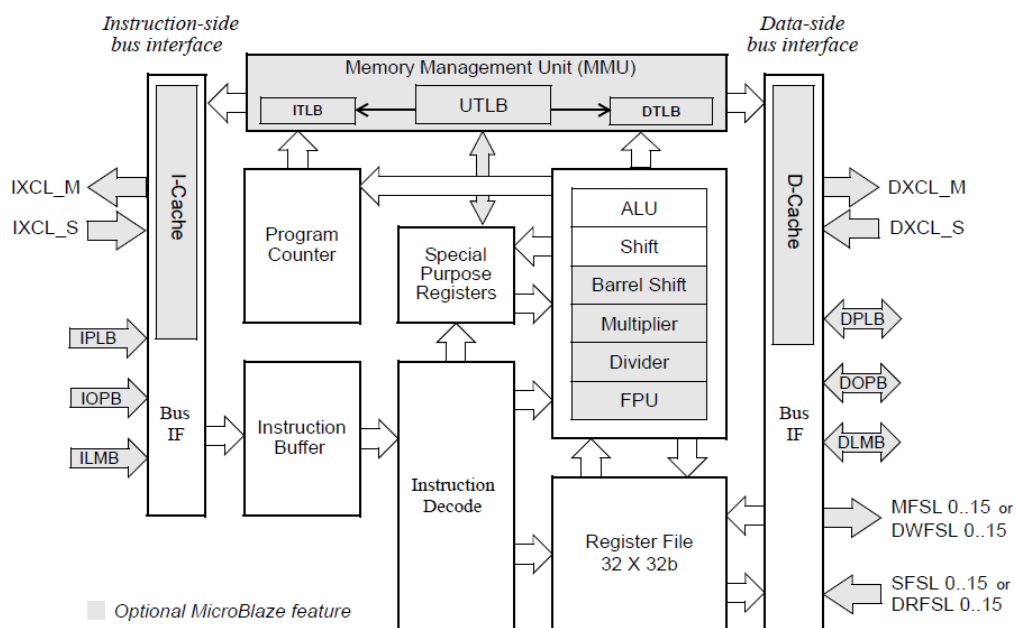 Instruction-side
bus interface
Data-side
bus interface
Memory Management Unit (MMU)
ITLB
UTLB
DTLB
I-Cache
D-Cache
IXCL_M
IXCL_S
DXCL_M
DXCL_S
Program
Counter
Special
Purpose
Registers
ALU
Shift
Barrel Shift
Multiplier
Divider
FPU
IPLB
IOPB
ILMB
Bus
IF
Instruction
Buffer
Instruction
Decode
Register File
32 X 32b
Bus
IF
DPLB
DOPB
DLMB
MFSL 0..15 or
DWFSL 0..15
SFSL 0..15 or
DRFSL 0..15
Optional MicroBlaze feature